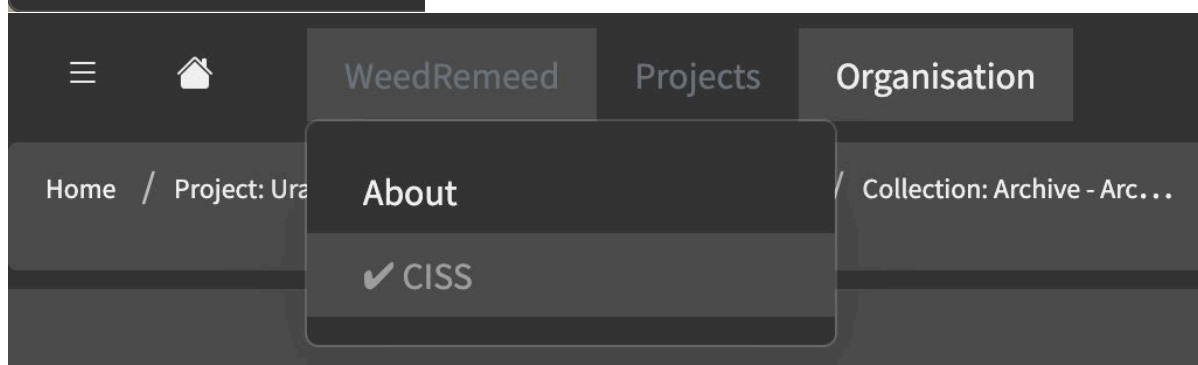 WeedRemeed Projects Organisation
Home / Project: Ura / Collection: Archive - Arc...
About
✔ CISS